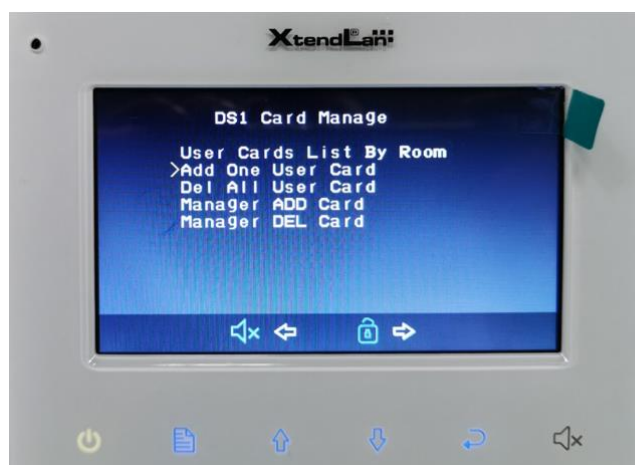 XtendLan
DS1 Card Manage
User Cards List By Room
>Add One User Card
Del All User Card
Manager ADD Card
Manager DEL Card